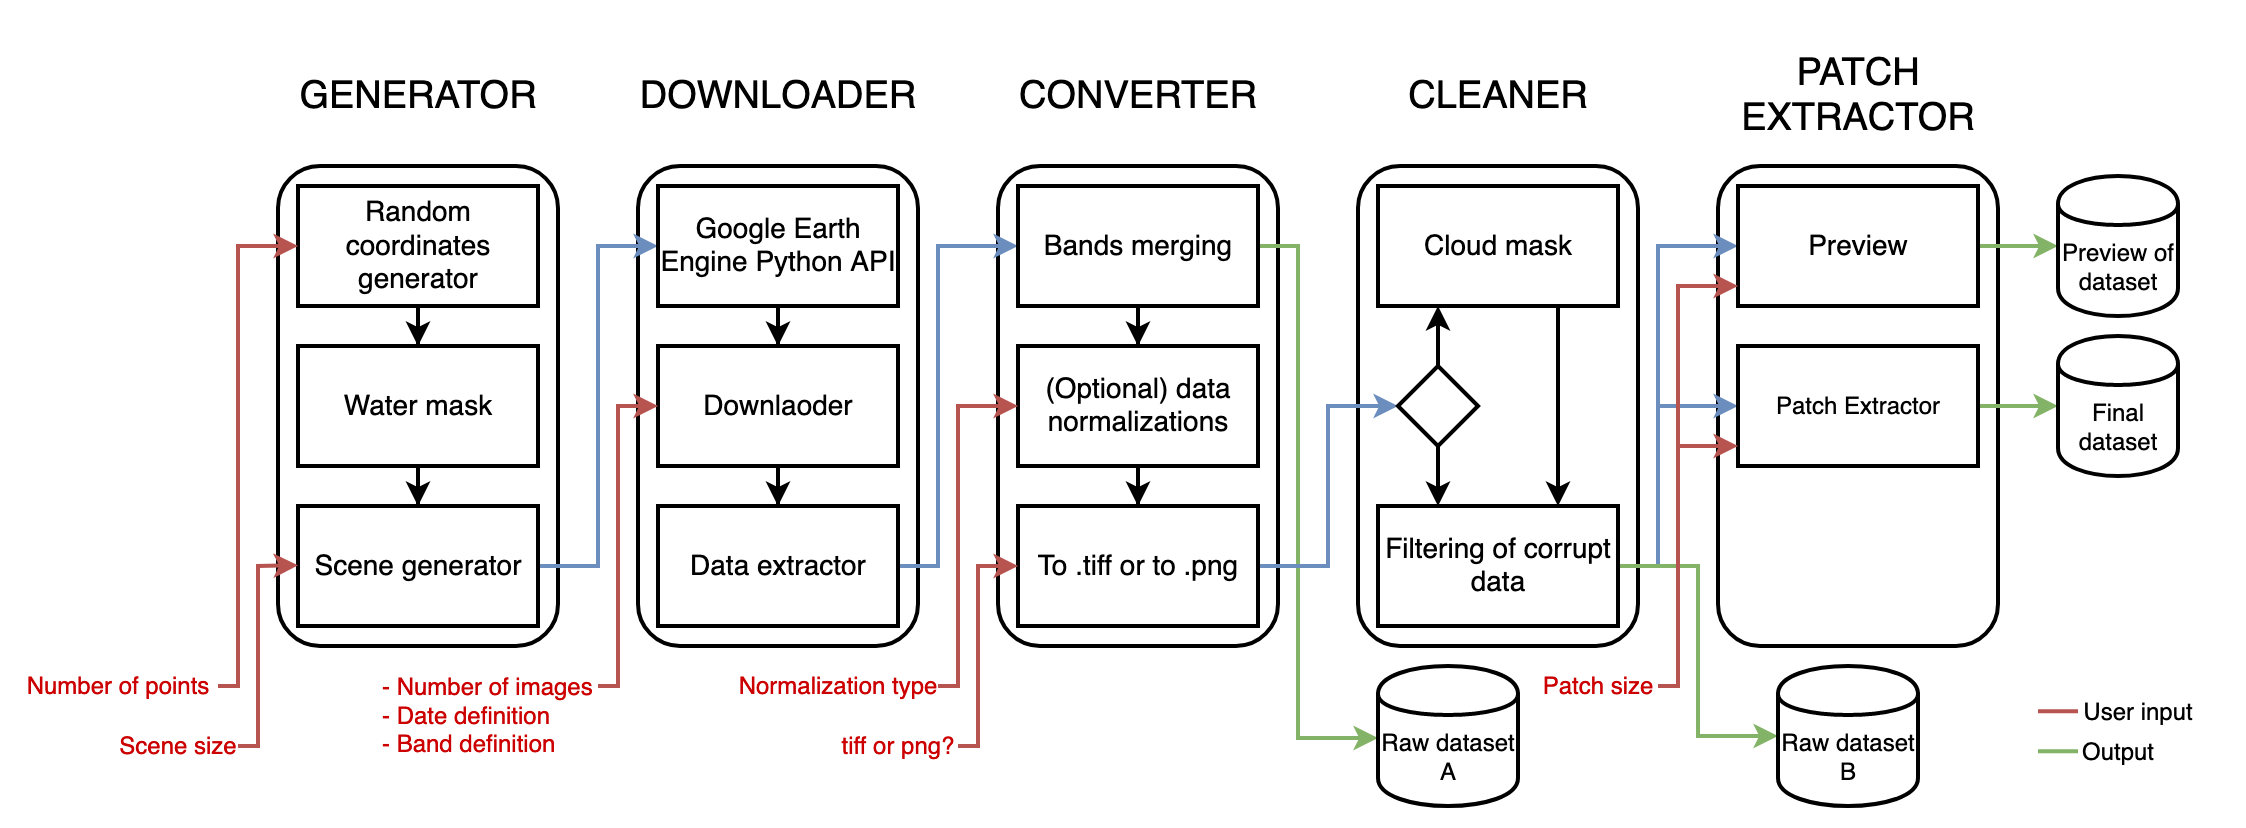 GENERATOR
DOWNLOADER
CONVERTER
CLEANER
PATCH
EXTRACTOR
Random
coordinates
generator
Water mask
Scene generator
Google Earth
Engine Python API
Downlaoder
Data extractor
Bands merging
(Optional) data
normalizations
To .tiff or to .png
Cloud mask
Filtering of corrupt
data
Preview
Patch Extractor
Preview of
dataset
Final
dataset
Number of points
Scene size
- Number of images
- Date definition
- Band definition
Normalization type
tiff or png?
Raw dataset
A
Patch size
Raw dataset
B
User input
Output